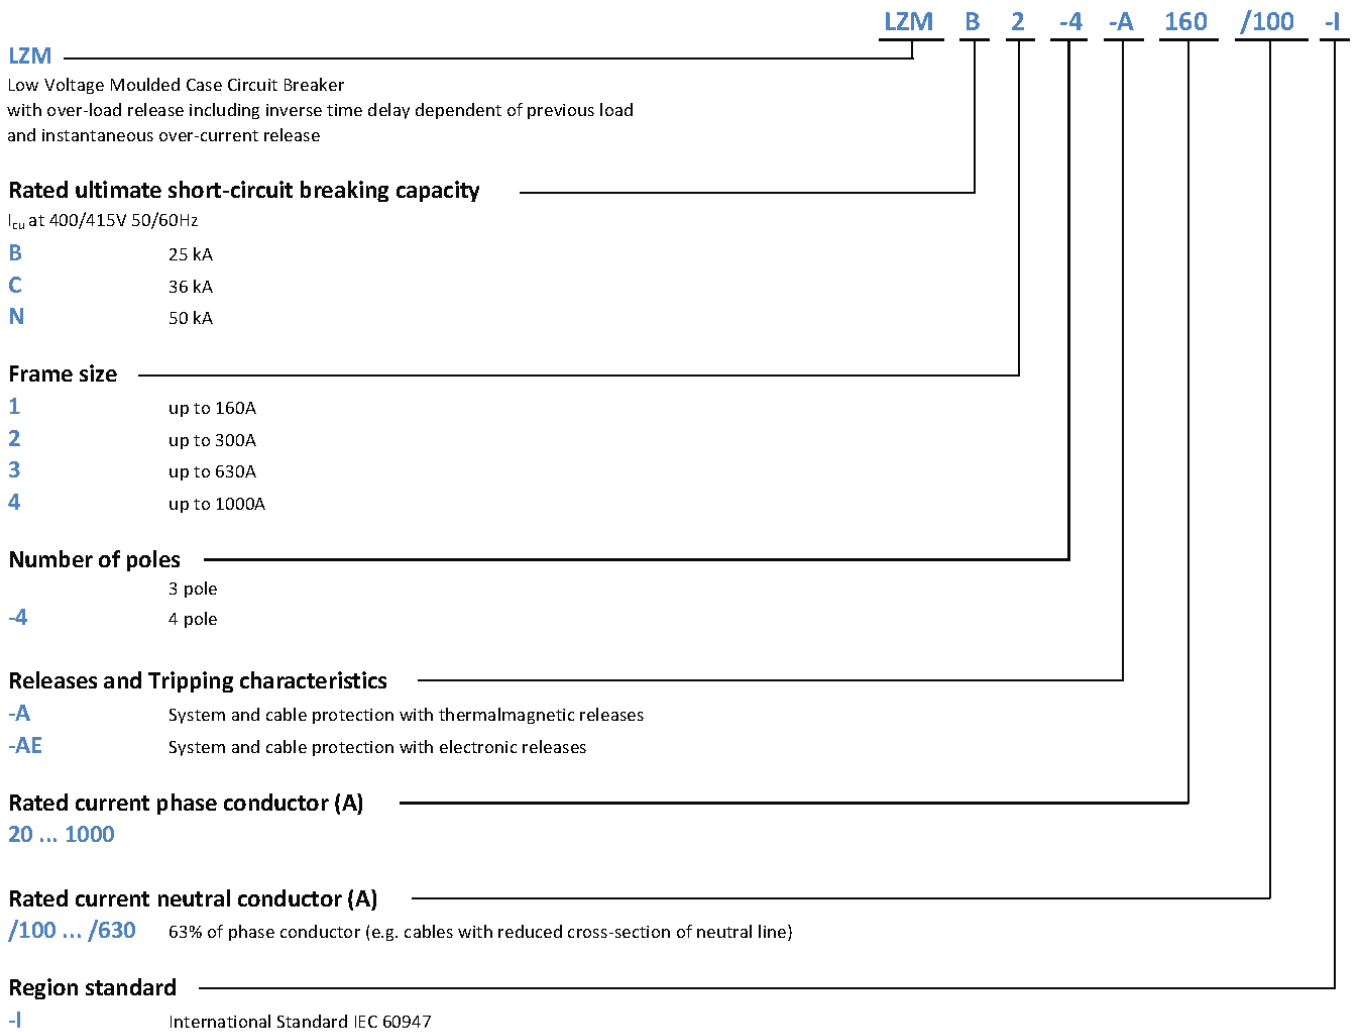 LZM B 2 -4 -A 160 /100 -I
LZM
Low Voltage Moulded Case Circuit Breaker
with over-load release including inverse time delay dependent of previous load
and instantaneous over-current release
Rated ultimate short-circuit breaking capacity
Icu at 400/415V 50/60Hz
B 25 kA
C 36 kA
N 50 kA
Frame size
1 up to 160A
2 up to 300A
3 up to 630A
4 up to 1000A
Number of poles
3 pole
-4 4 pole
Releases and Tripping characteristics
-A System and cable protection with thermalmagnetic releases
-AE System and cable protection with electronic releases
Rated current phase conductor (A)
20 ... 1000
Rated current neutral conductor (A)
/100 ... /630 63% of phase conductor (e.g. cables with reduced cross-section of neutral line)
Region standard
-I International Standard IEC 60947